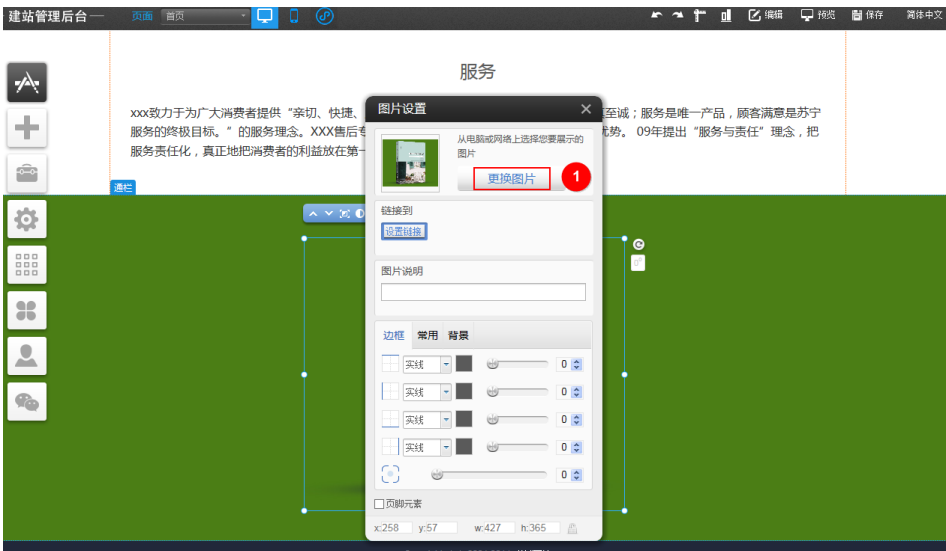 建站管理后台
页面 首页
编辑 预览 保存 简体中文
服务
xxx致力于为广大消费者提供“亲切、快捷、
至诚；服务是唯一产品，顾客满意是苏宁
服务的终极目标。”的服务理念。XXX售后专
优势。 09年提出“服务与责任”理念，把
服务责任化，真正地把消费者的利益放在第一
通栏
图片设置
从电脑或网络上选择您要展示的
图片
更换图片
1
链接到
设置链接
图片说明
边框 常用 背景
实线 0
实线 0
实线 0
实线 0
0
页脚元素
x:258 y:57 w:427 h:365
0°